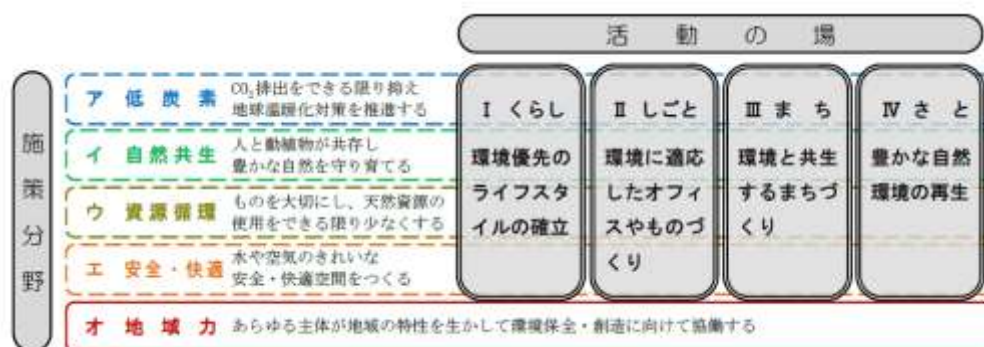 活動の場
施策分野
ア 低炭素
CO₂排出をできる限り抑え
地球温暖化対策を推進する
イ 自然共生
人と動植物が共存し
豊かな自然を守り育てる
ウ 資源循環
ものを大切にし、天然資源の
使用をできる限り少なくする
エ 安全・快適
水や空気のきれいな
安全・快適空間をつくる
オ 地域力 あらゆる主体が地域の特性を生かして環境保全・創造に向けて協働する
Ⅰ くらし
環境優先の
ライフスタ
イルの確立
Ⅱ しごと
環境に適応
したオフィ
スやものづ
くり
Ⅲ まち
環境と共生
するまちづ
くり
Ⅳ さと
豊かな自然
環境の再生